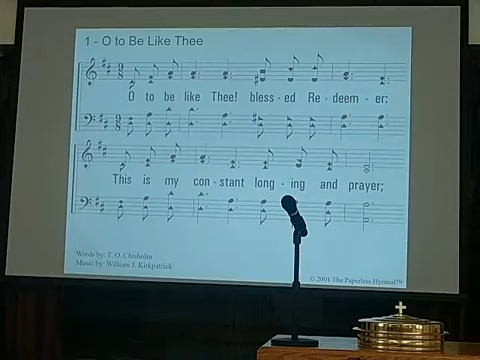 1 - O to Be Like Thee
O to be like Thee! bless - ed Re - deem - er:
This is my con - stant long - ing and prayer;
Words by: T. O. Chisholm
Music by: William J. Kirkpatrick
© 2001 The Paperless Hymnal™